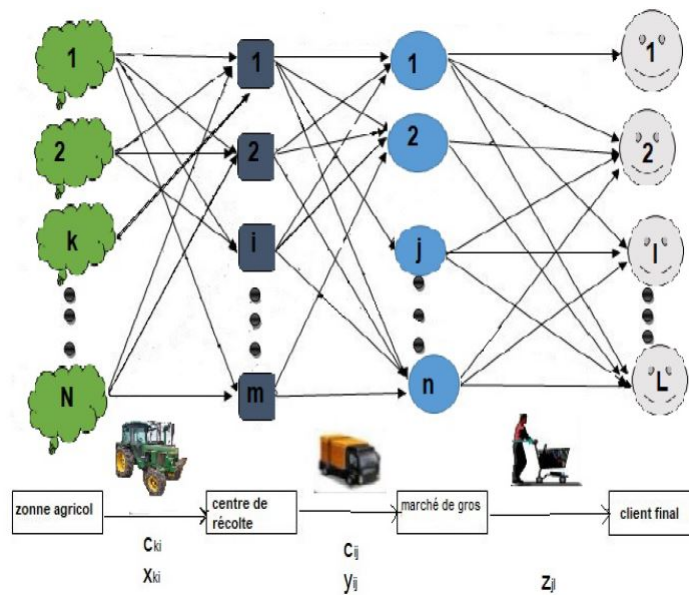 1 1 1 1
2 2 2 2
k i j l
N m n L
zonne agricol
centre de
récolte
marché de gros
client final
cki cij zjl
xki yij